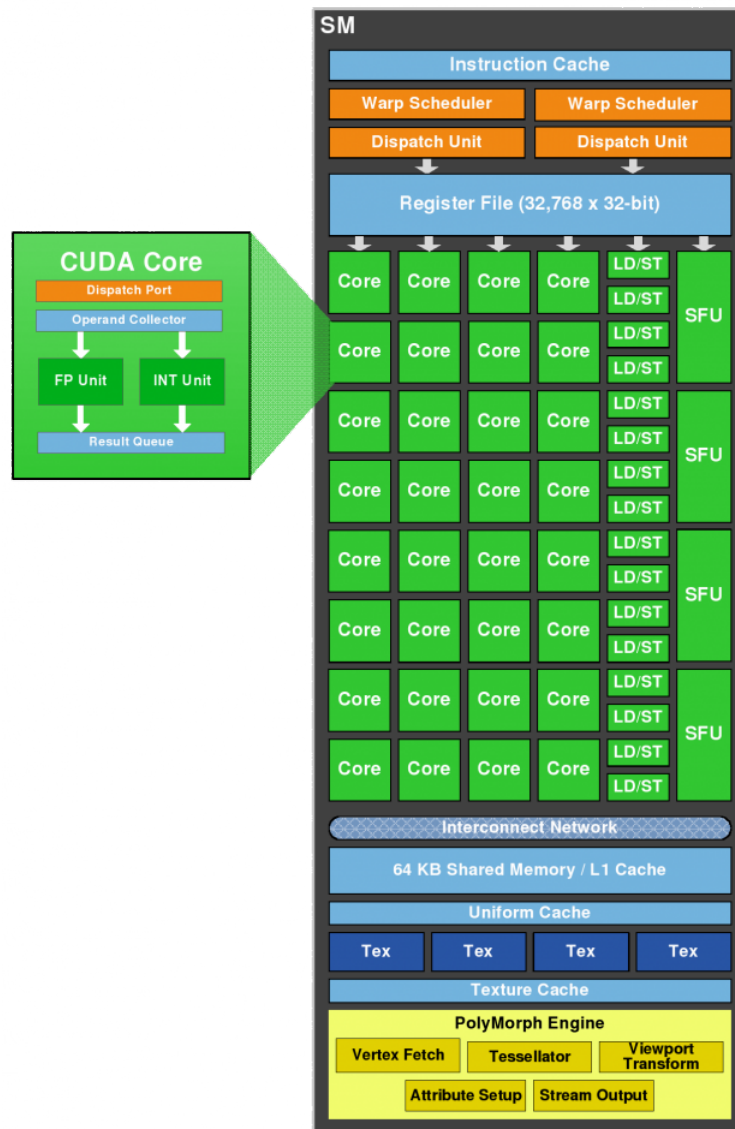 SM
Instruction Cache
Warp Scheduler Warp Scheduler
Dispatch Unit Dispatch Unit
Register File (32,768 x 32-bit)
CUDA Core
Dispatch Port
Operand Collector
FP Unit INT Unit
Result Queue
Core Core Core Core LD/ST LD/ST SFU
Core Core Core Core LD/ST LD/ST
Core Core Core Core LD/ST LD/ST SFU
Core Core Core Core LD/ST LD/ST
Core Core Core Core LD/ST LD/ST SFU
Core Core Core Core LD/ST LD/ST
Core Core Core Core LD/ST LD/ST SFU
Core Core Core Core LD/ST LD/ST
Interconnect Network
64 KB Shared Memory / L1 Cache
Uniform Cache
Tex Tex Tex Tex
Texture Cache
PolyMorph Engine
Vertex Fetch Tessellator Viewport
Transform
Attribute Setup Stream Output